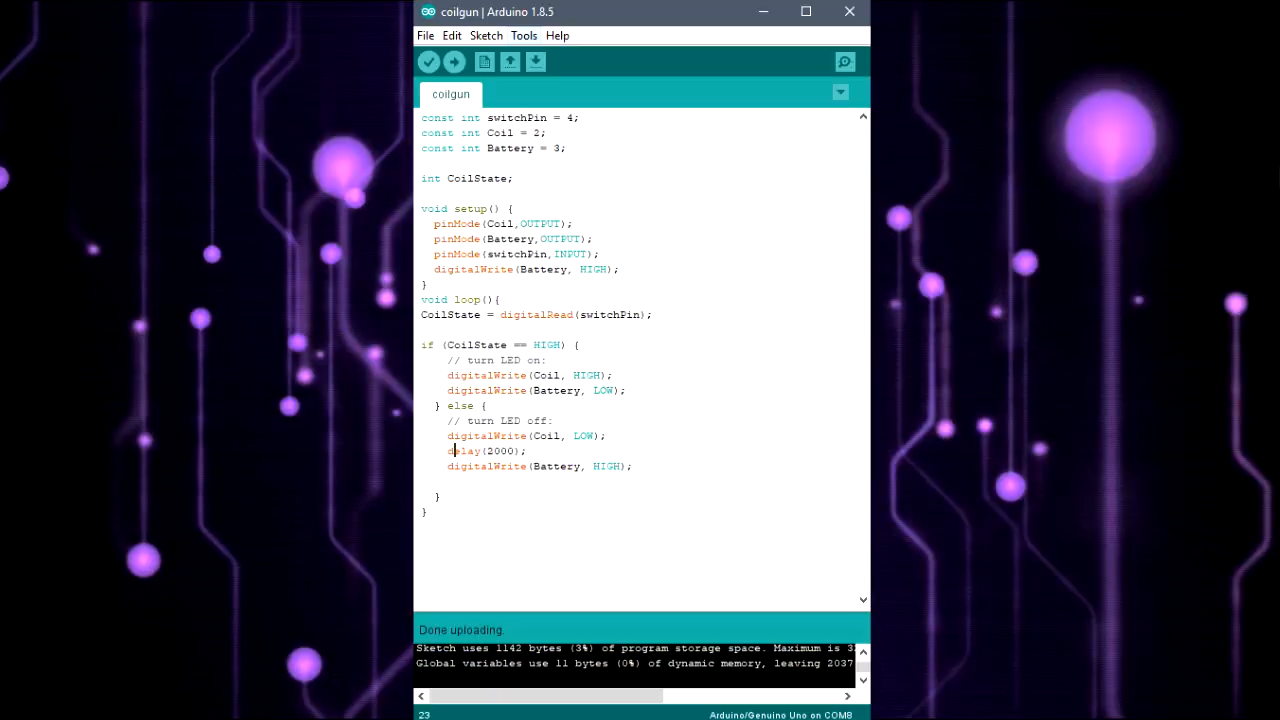 coilgun | Arduino 1.8.5
File Edit Sketch Tools Help
coilgun
const int switchPin = 4;
const int Coil = 2;
const int Battery = 3;
int CoilState;
void setup() {
pinMode(Coil,OUTPUT);
pinMode(Battery,OUTPUT);
pinMode(switchPin,INPUT);
digitalWrite(Battery, HIGH);
}
void loop(){
CoilState = digitalRead(switchPin);
if (CoilState == HIGH) {
// turn LED on:
digitalWrite(Coil, HIGH);
digitalWrite(Battery, LOW);
} else {
// turn LED off:
digitalWrite(Coil, LOW);
delay(2000);
digitalWrite(Battery, HIGH);
}
}
Done uploading.
Sketch uses 1142 bytes (3%) of program storage space. Maximum is 3
Global variables use 11 bytes (0%) of dynamic memory, leaving 2037
23
Arduino/Genuino Uno on COM8